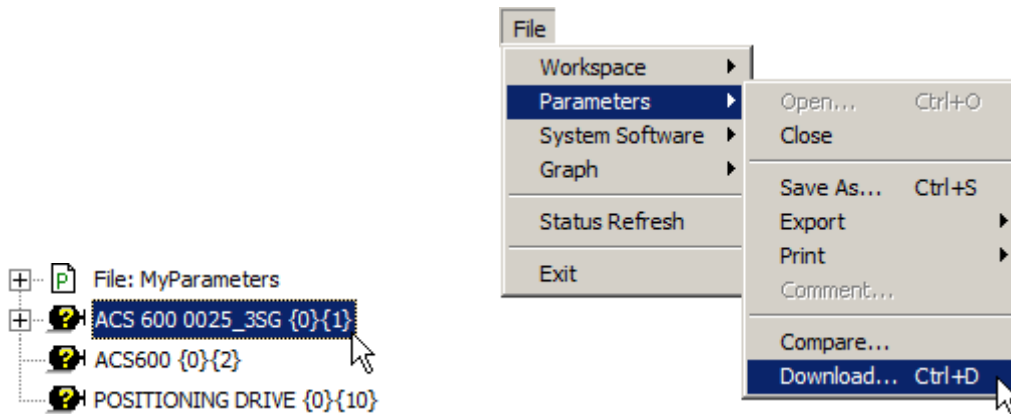 File
Workspace
Parameters
System Software
Graph
Status Refresh
Exit
Open... Ctrl+O
Close
Save As... Ctrl+S
Export
Print
Comment...
Compare...
Download... Ctrl+D
File: MyParameters
ACS 600 0025_3SG {0}{1}
ACS600 {0}{2}
POSITIONING DRIVE {0}{10}